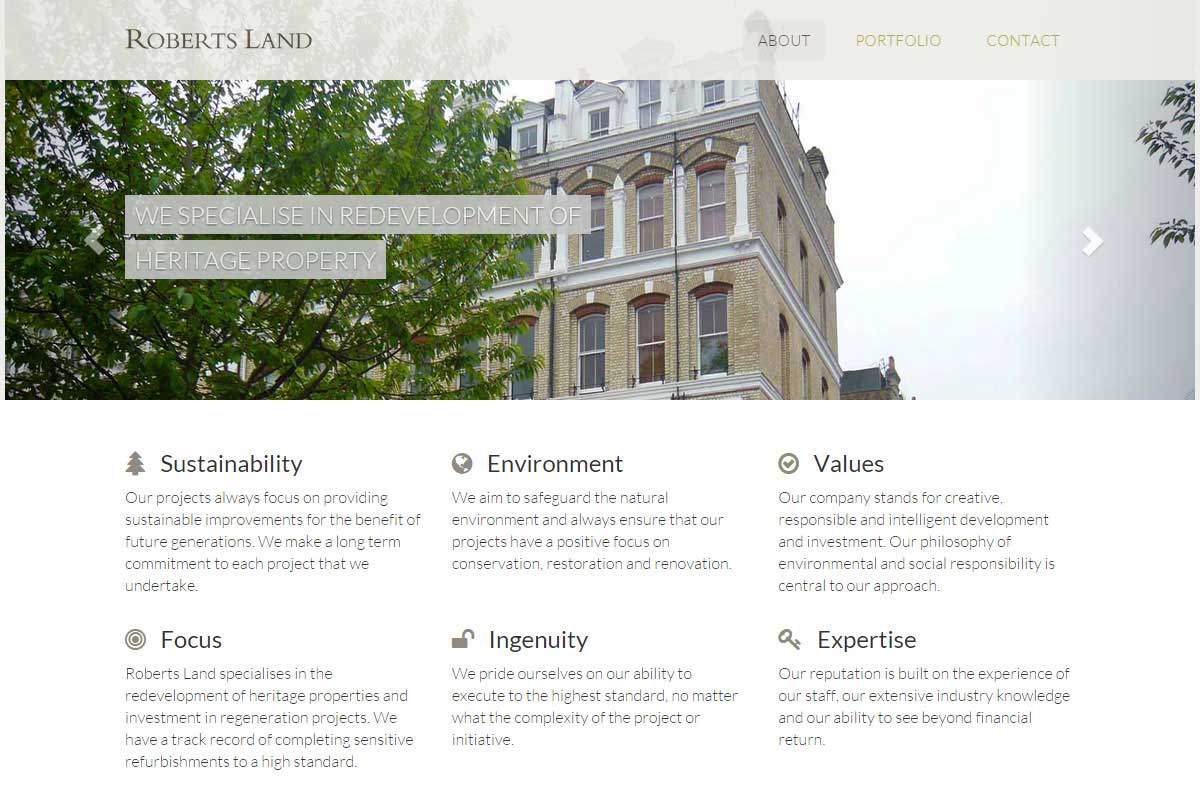 ROBERTS LAND
ABOUT PORTFOLIO CONTACT
WE SPECIALISE IN REDEVELOPMENT OF
HERITAGE PROPERTY
Sustainability
Our projects always focus on providing
sustainable improvements for the benefit of
future generations. We make a long term
commitment to each project that we
undertake.
Environment
We aim to safeguard the natural
environment and always ensure that our
projects have a positive focus on
conservation, restoration and renovation.
Values
Our company stands for creative,
responsible and intelligent development
and investment. Our philosophy of
environmental and social responsibility is
central to our approach.
Focus
Roberts Land specialises in the
redevelopment of heritage properties and
investment in regeneration projects. We
have a track record of completing sensitive
refurbishments to a high standard.
Ingenuity
We pride ourselves on our ability to
execute to the highest standard, no matter
what the complexity of the project or
initiative.
Expertise
Our reputation is built on the experience of
our staff, our extensive industry knowledge
and our ability to see beyond financial
return.